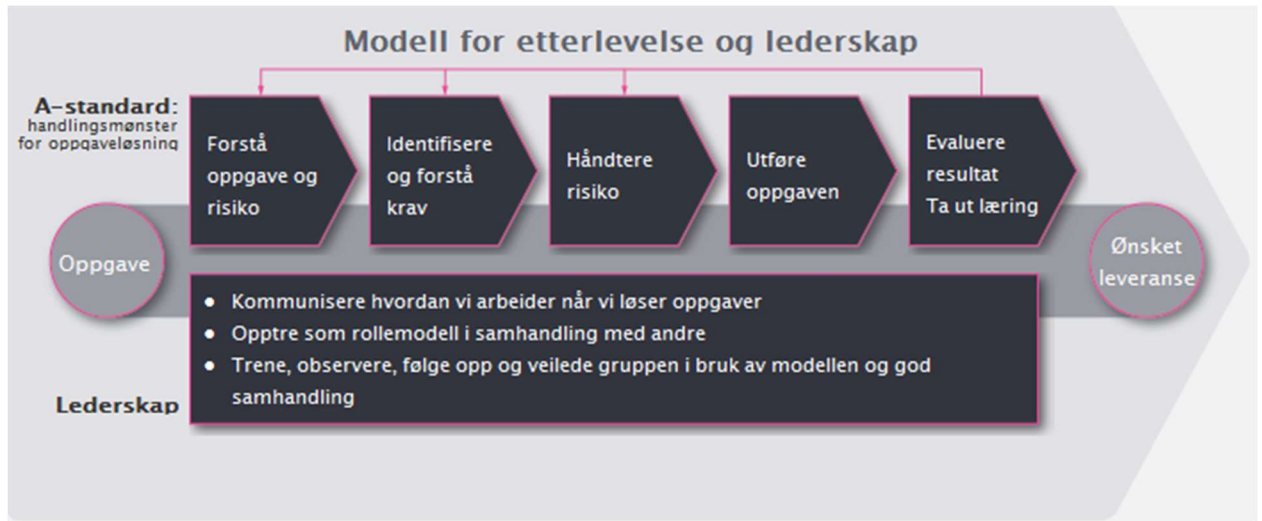 Modell for etterlevelse og lederskap
A-standard:
handlingsmønster
for oppgaveløsning
Forstå
oppgave og
risiko
Identifisere
og forstå
krav
Håndtere
risiko
Utføre
oppgaven
Evaluere
resultat
Ta ut læring
Oppgave
Ønsket
leveranse
● Kommunisere hvordan vi arbeider når vi løser oppgaver
● Opptre som rollemodell i samhandling med andre
● Trene, observere, følge opp og veilede gruppen i bruk av modellen og god
samhandling
Lederskap